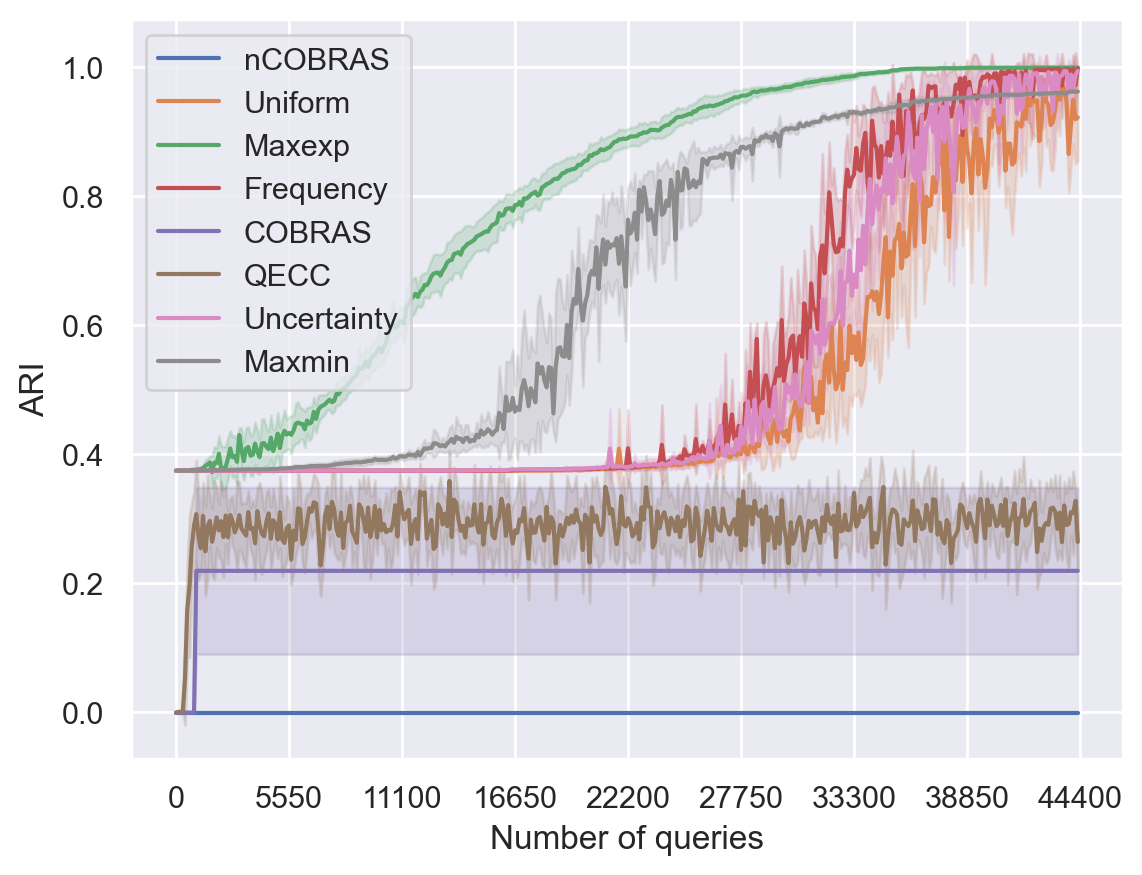 nCOBRAS
Uniform
Maxexp
Frequency
COBRAS
QECC
Uncertainty
Maxmin
1.0
0.8
0.6
0.4
0.2
0.0
ARI
0 5550 11100 16650 22200 27750 33300 38850 44400
Number of queries